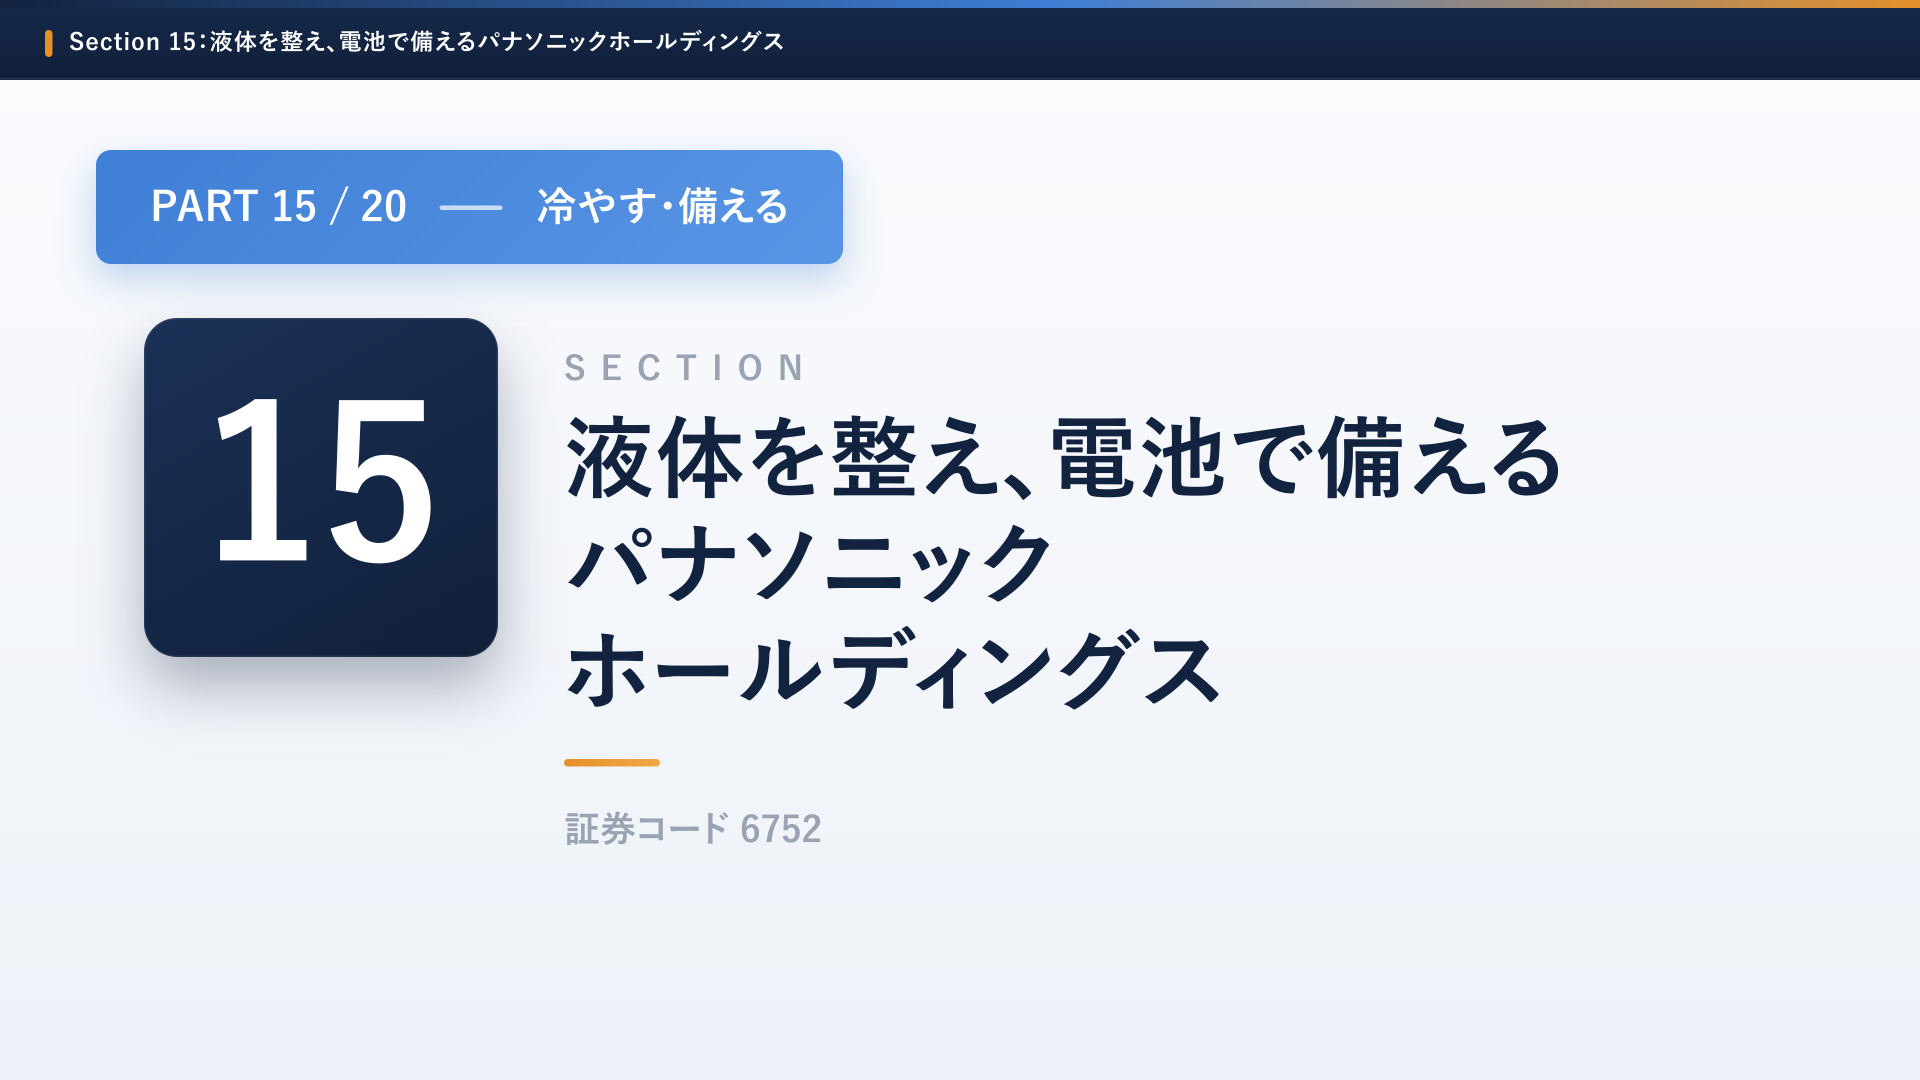 Section 15：液体を整え、電池で備えるパナソニックホールディングス
PART 15 / 20 — 冷やす・備える
15
SECTION
液体を整え、電池で備える
パナソニック
ホールディングス
証券コード 6752